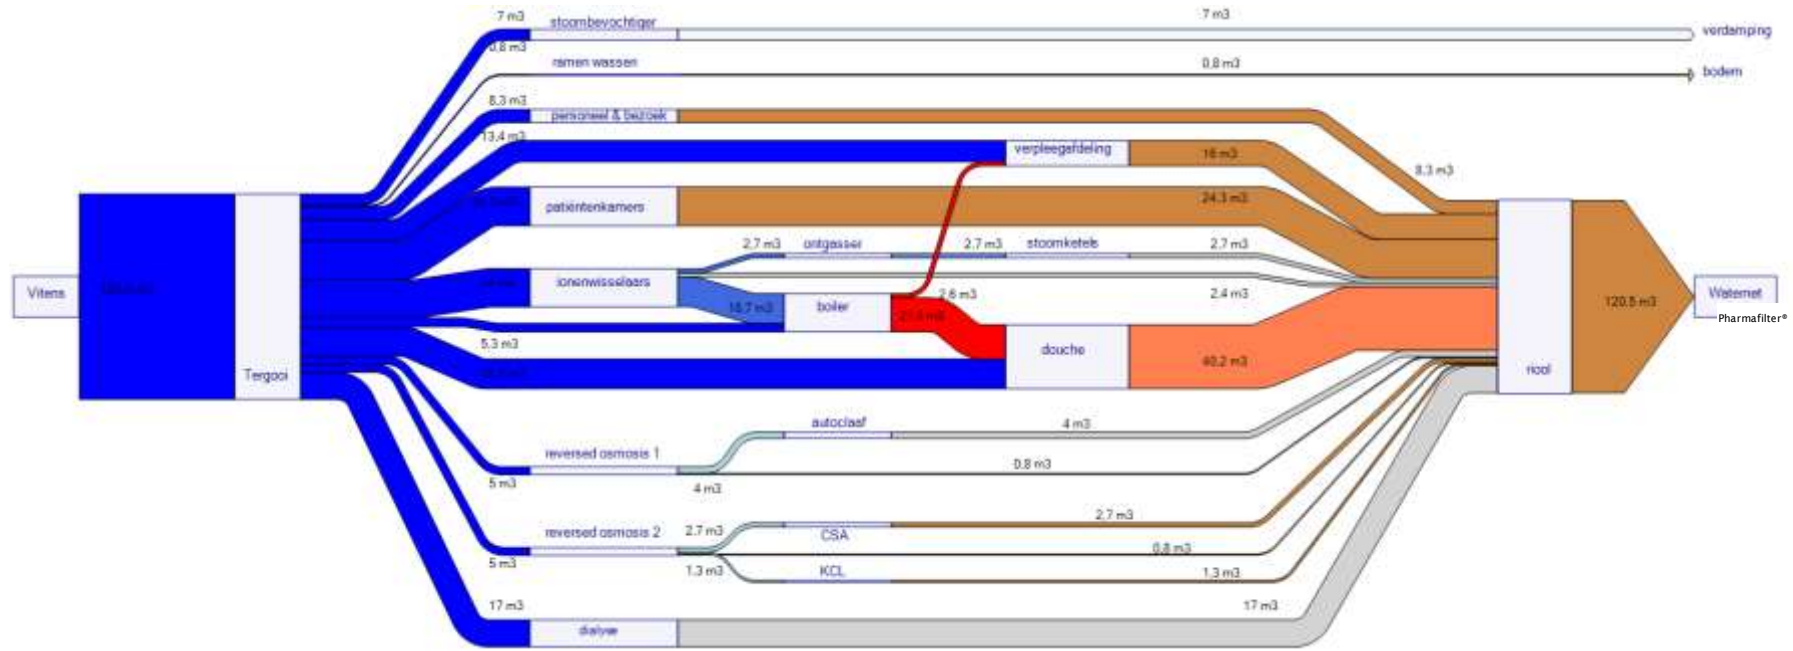 7 m3
stoombevochtiger
7 m3
verdamping
0,8 m3
ramen wassen
0,8 m3
bodem
8,3 m3
personeel & bezoek
13,4 m3
verpleegafdeling
16 m3
8,3 m3
patiëntenkamers
24,3 m3
2,7 m3
ontgasser
2,7 m3
stoomketels
2,7 m3
Vitens
ionenwisselaars
boiler
2,6 m3
2,4 m3
120,5 m3
Waternet
Pharmafilter®
5,3 m3
douche
40,2 m3
Tergooi
riool
autoclaaf
4 m3
reversed osmosis 1
0,8 m3
5 m3
4 m3
2,7 m3
reversed osmosis 2
2,7 m3
CSA
0,8 m3
5 m3
1,3 m3
KCL
1,3 m3
17 m3
17 m3
dialyse